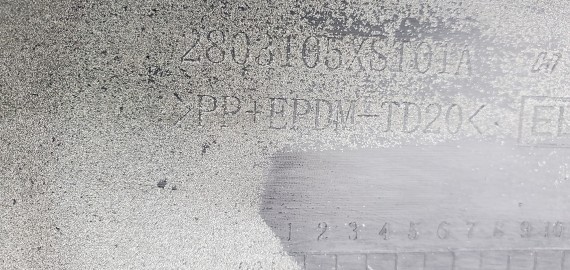 2803105XST01A
>PP+EPDM-TD20<
1 2 3 4 5 6 7 8 9 10